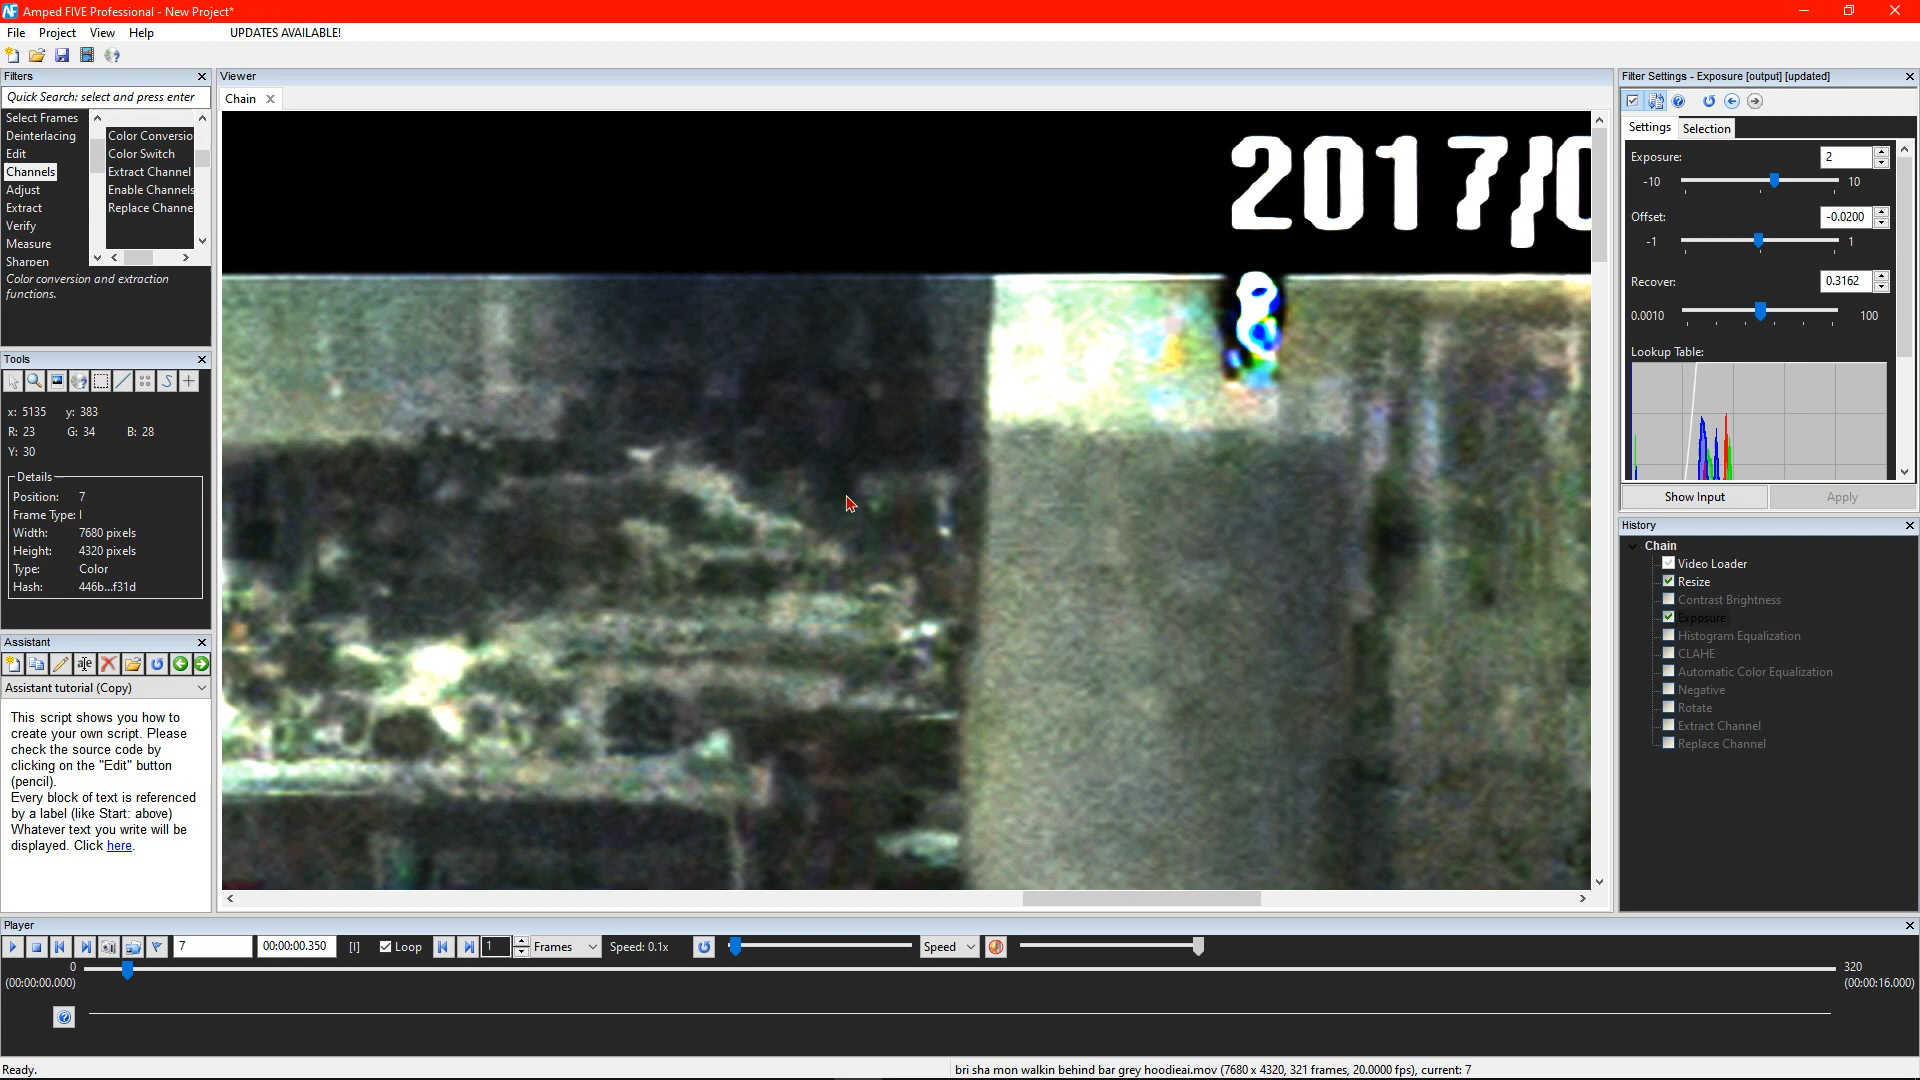 Amped FIVE Professional - New Project*
File Project View Help UPDATES AVAILABLE!
Filters
Quick Search: select and press enter
Select Frames
Deinterlacing
Edit
Channels
Adjust
Extract
Verify
Measure
Sharpen
Color Conversio
Color Switch
Extract Channel
Enable Channels
Replace Channe
Color conversion and extraction
functions.
Tools
x: 5135 y: 383
R: 23 G: 34 B: 28
Y: 30
Details
Position: 7
Frame Type: I
Width: 7680 pixels
Height: 4320 pixels
Type: Color
Hash: 446b...f31d
Assistant
Assistant tutorial (Copy)
This script shows you how to
create your own script. Please
check the source code by
clicking on the "Edit" button
(pencil).
Every block of text is referenced
by a label (like Start: above)
Whatever text you write will be
displayed. Click here.
Viewer
Chain
2017/0
Filter Settings - Exposure [output] [updated]
Settings Selection
Exposure: 2
-10 10
Offset: -0.0200
-1 1
Recover: 0.3162
0.0010 100
Lookup Table:
Show Input Apply
History
Chain
Video Loader
Resize
Contrast Brightness
Exposure
Histogram Equalization
CLAHE
Automatic Color Equalization
Negative
Rotate
Extract Channel
Replace Channel
Player
7 00:00:00.350 [I] Loop 1 Frames Speed: 0.1x Speed
0 320
(00:00:00.000) (00:00:16.000)
Ready. bri sha mon walkin behind bar grey hoodieai.mov (7680 x 4320, 321 frames, 20.0000 fps), current: 7